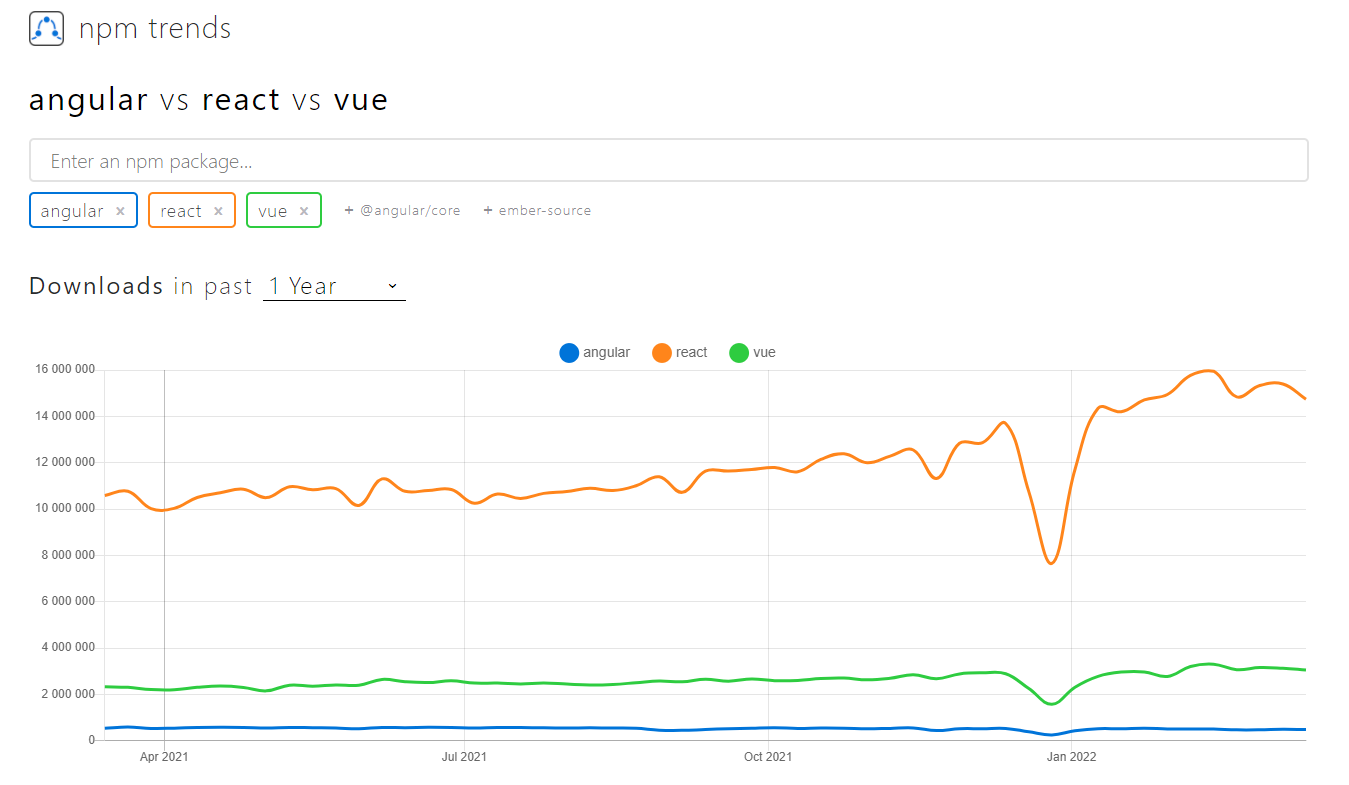 npm trends
angular vs react vs vue
Enter an npm package...
angular × react × vue × + @angular/core + ember-source
Downloads in past 1 Year
angular react vue
16 000 000
14 000 000
12 000 000
10 000 000
8 000 000
6 000 000
4 000 000
2 000 000
0
Apr 2021 Jul 2021 Oct 2021 Jan 2022